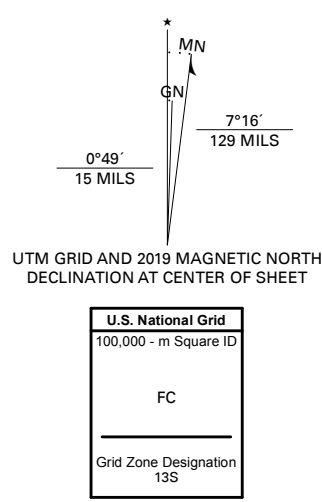 ★
MN
GN
7°16´
129 MILS
0°49´
15 MILS
UTM GRID AND 2019 MAGNETIC NORTH
DECLINATION AT CENTER OF SHEET
U.S. National Grid
100,000 - m Square ID
FC
Grid Zone Designation
13S